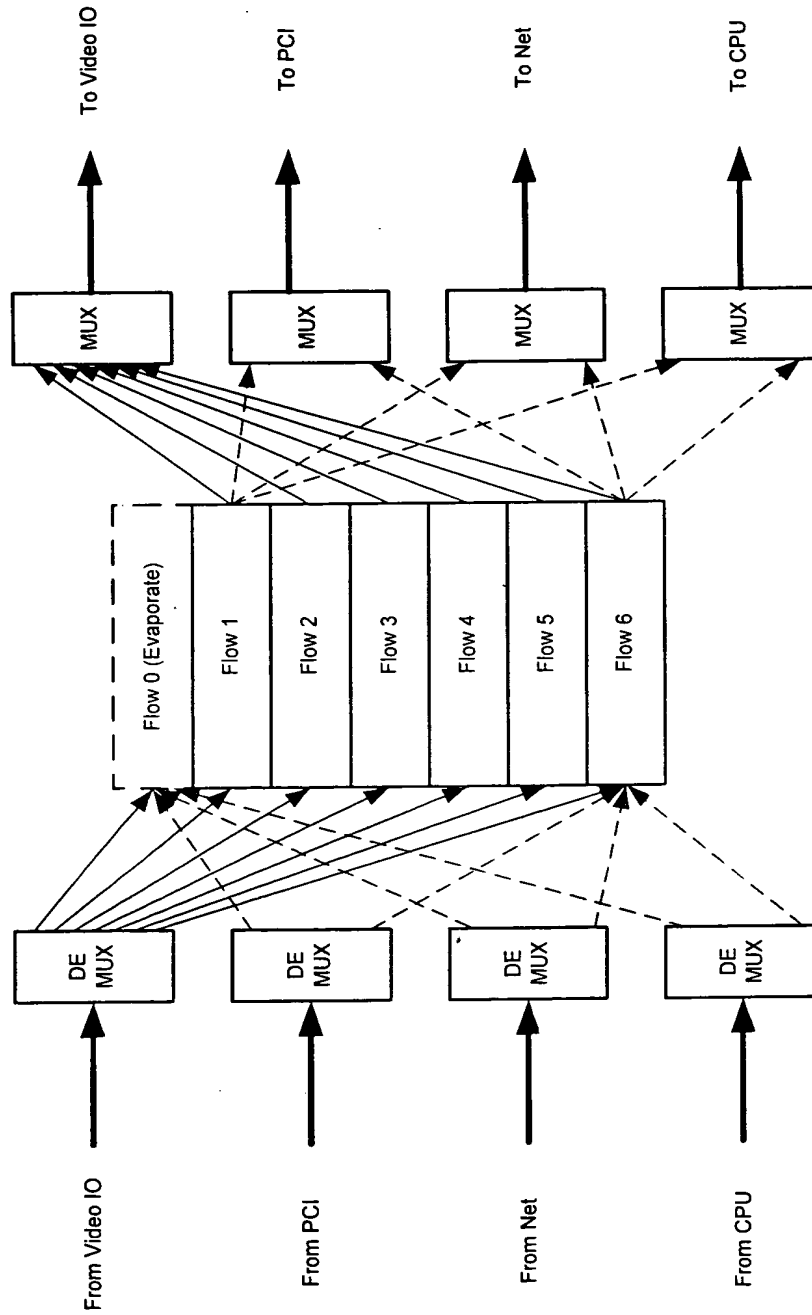 From Video IO
From PCI
From Net
From CPU
DE
MUX
DE
MUX
DE
MUX
DE
MUX
Flow 0 (Evaporate)
Flow 1
Flow 2
Flow 3
Flow 4
Flow 5
Flow 6
MUX
MUX
MUX
MUX
To Video IO
To PCI
To Net
To CPU